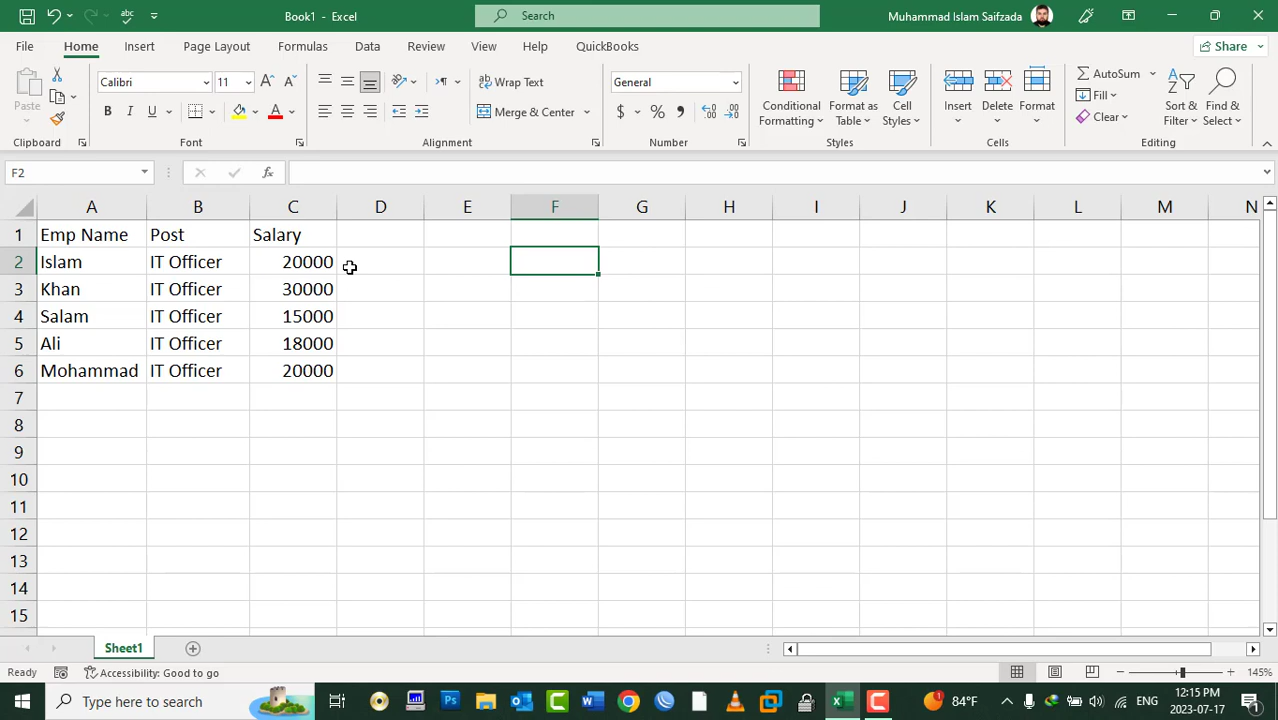 Book1 - Excel
Search
Muhammad Islam Saifzada
File Home Insert Page Layout Formulas Data Review View Help QuickBooks Share
Paste Calibri 11 Wrap Text General Conditional Formatting Format as Table Cell Styles Insert Delete Format AutoSum Fill Clear Sort & Filter Find & Select
B I U Merge & Center $ %
Clipboard Font Alignment Number Styles Cells Editing
F2 fx
A B C D E F G H I J K L M N
1 Emp Name Post Salary
2 Islam IT Officer 20000
3 Khan IT Officer 30000
4 Salam IT Officer 15000
5 Ali IT Officer 18000
6 Mohammad IT Officer 20000
7
8
9
10
11
12
13
14
15
Sheet1
Ready Accessibility: Good to go 145%
Type here to search 84°F ENG 12:15 PM
2023-07-17